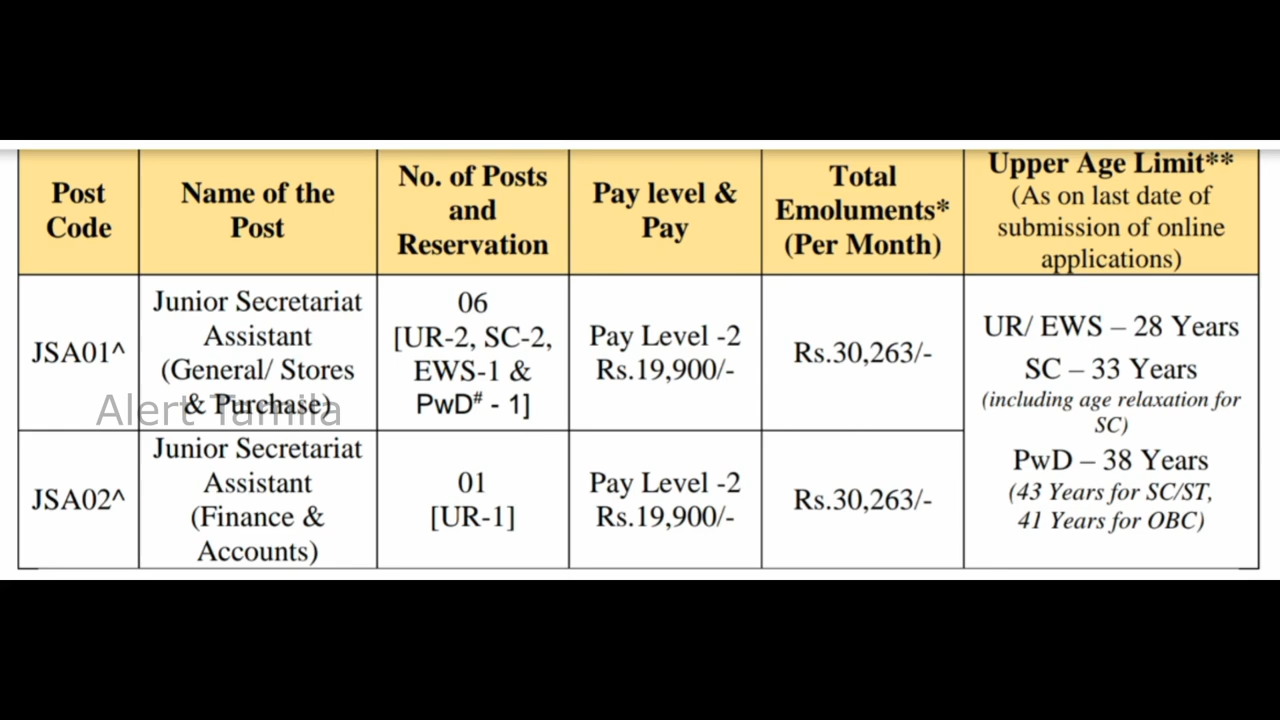 Post
Code
Name of the
Post
No. of Posts
and
Reservation
Pay level &
Pay
Total
Emoluments*
(Per Month)
Upper Age Limit**
(As on last date of
submission of online
applications)
JSA01^
Junior Secretariat
Assistant
(General/ Stores
& Purchase)
06
[UR-2, SC-2,
EWS-1 &
PwD# - 1]
Pay Level -2
Rs.19,900/-
Rs.30,263/-
UR/ EWS – 28 Years
SC – 33 Years
(including age relaxation for
SC)
PwD – 38 Years
(43 Years for SC/ST,
41 Years for OBC)
Alert Tamila
JSA02^
Junior Secretariat
Assistant
(Finance &
Accounts)
01
[UR-1]
Pay Level -2
Rs.19,900/-
Rs.30,263/-